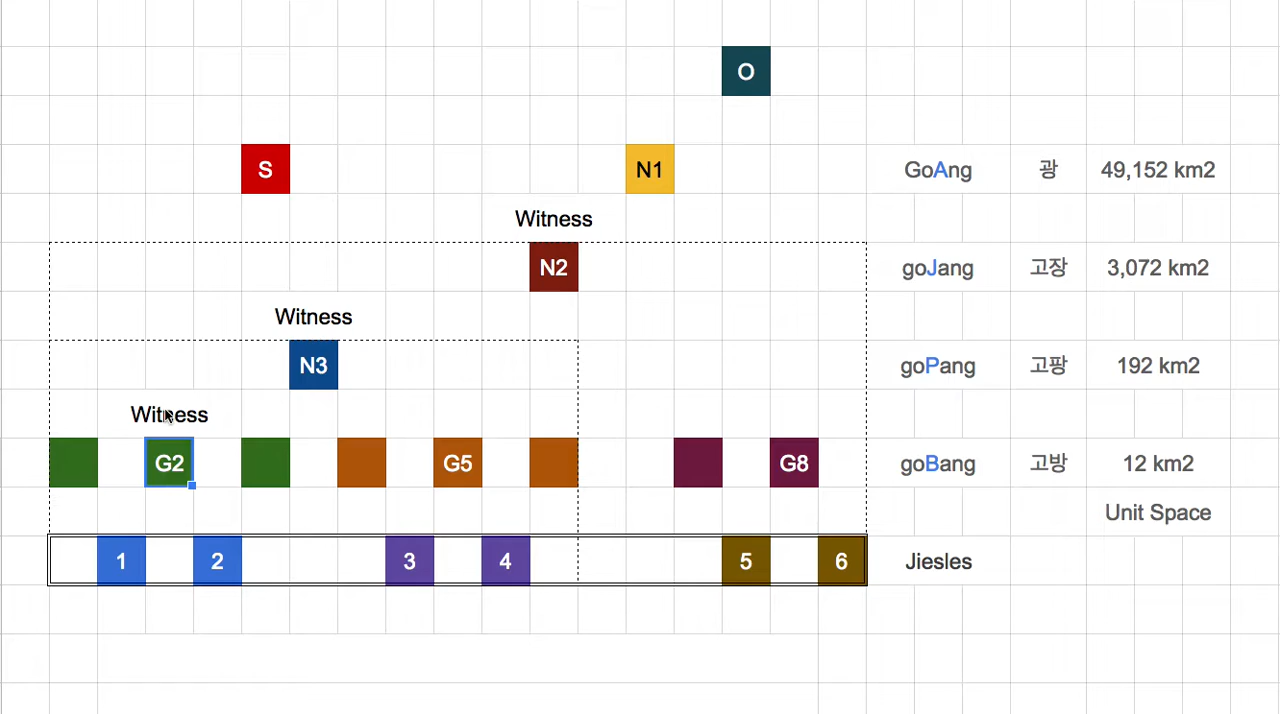 O
S N1 GoAng 광 49,152 km2
Witness
N2 goJang 고장 3,072 km2
Witness
N3 goPang 고팡 192 km2
Witness
G2 G5 G8 goBang 고방 12 km2
Unit Space
1 2 3 4 5 6 Jiesles